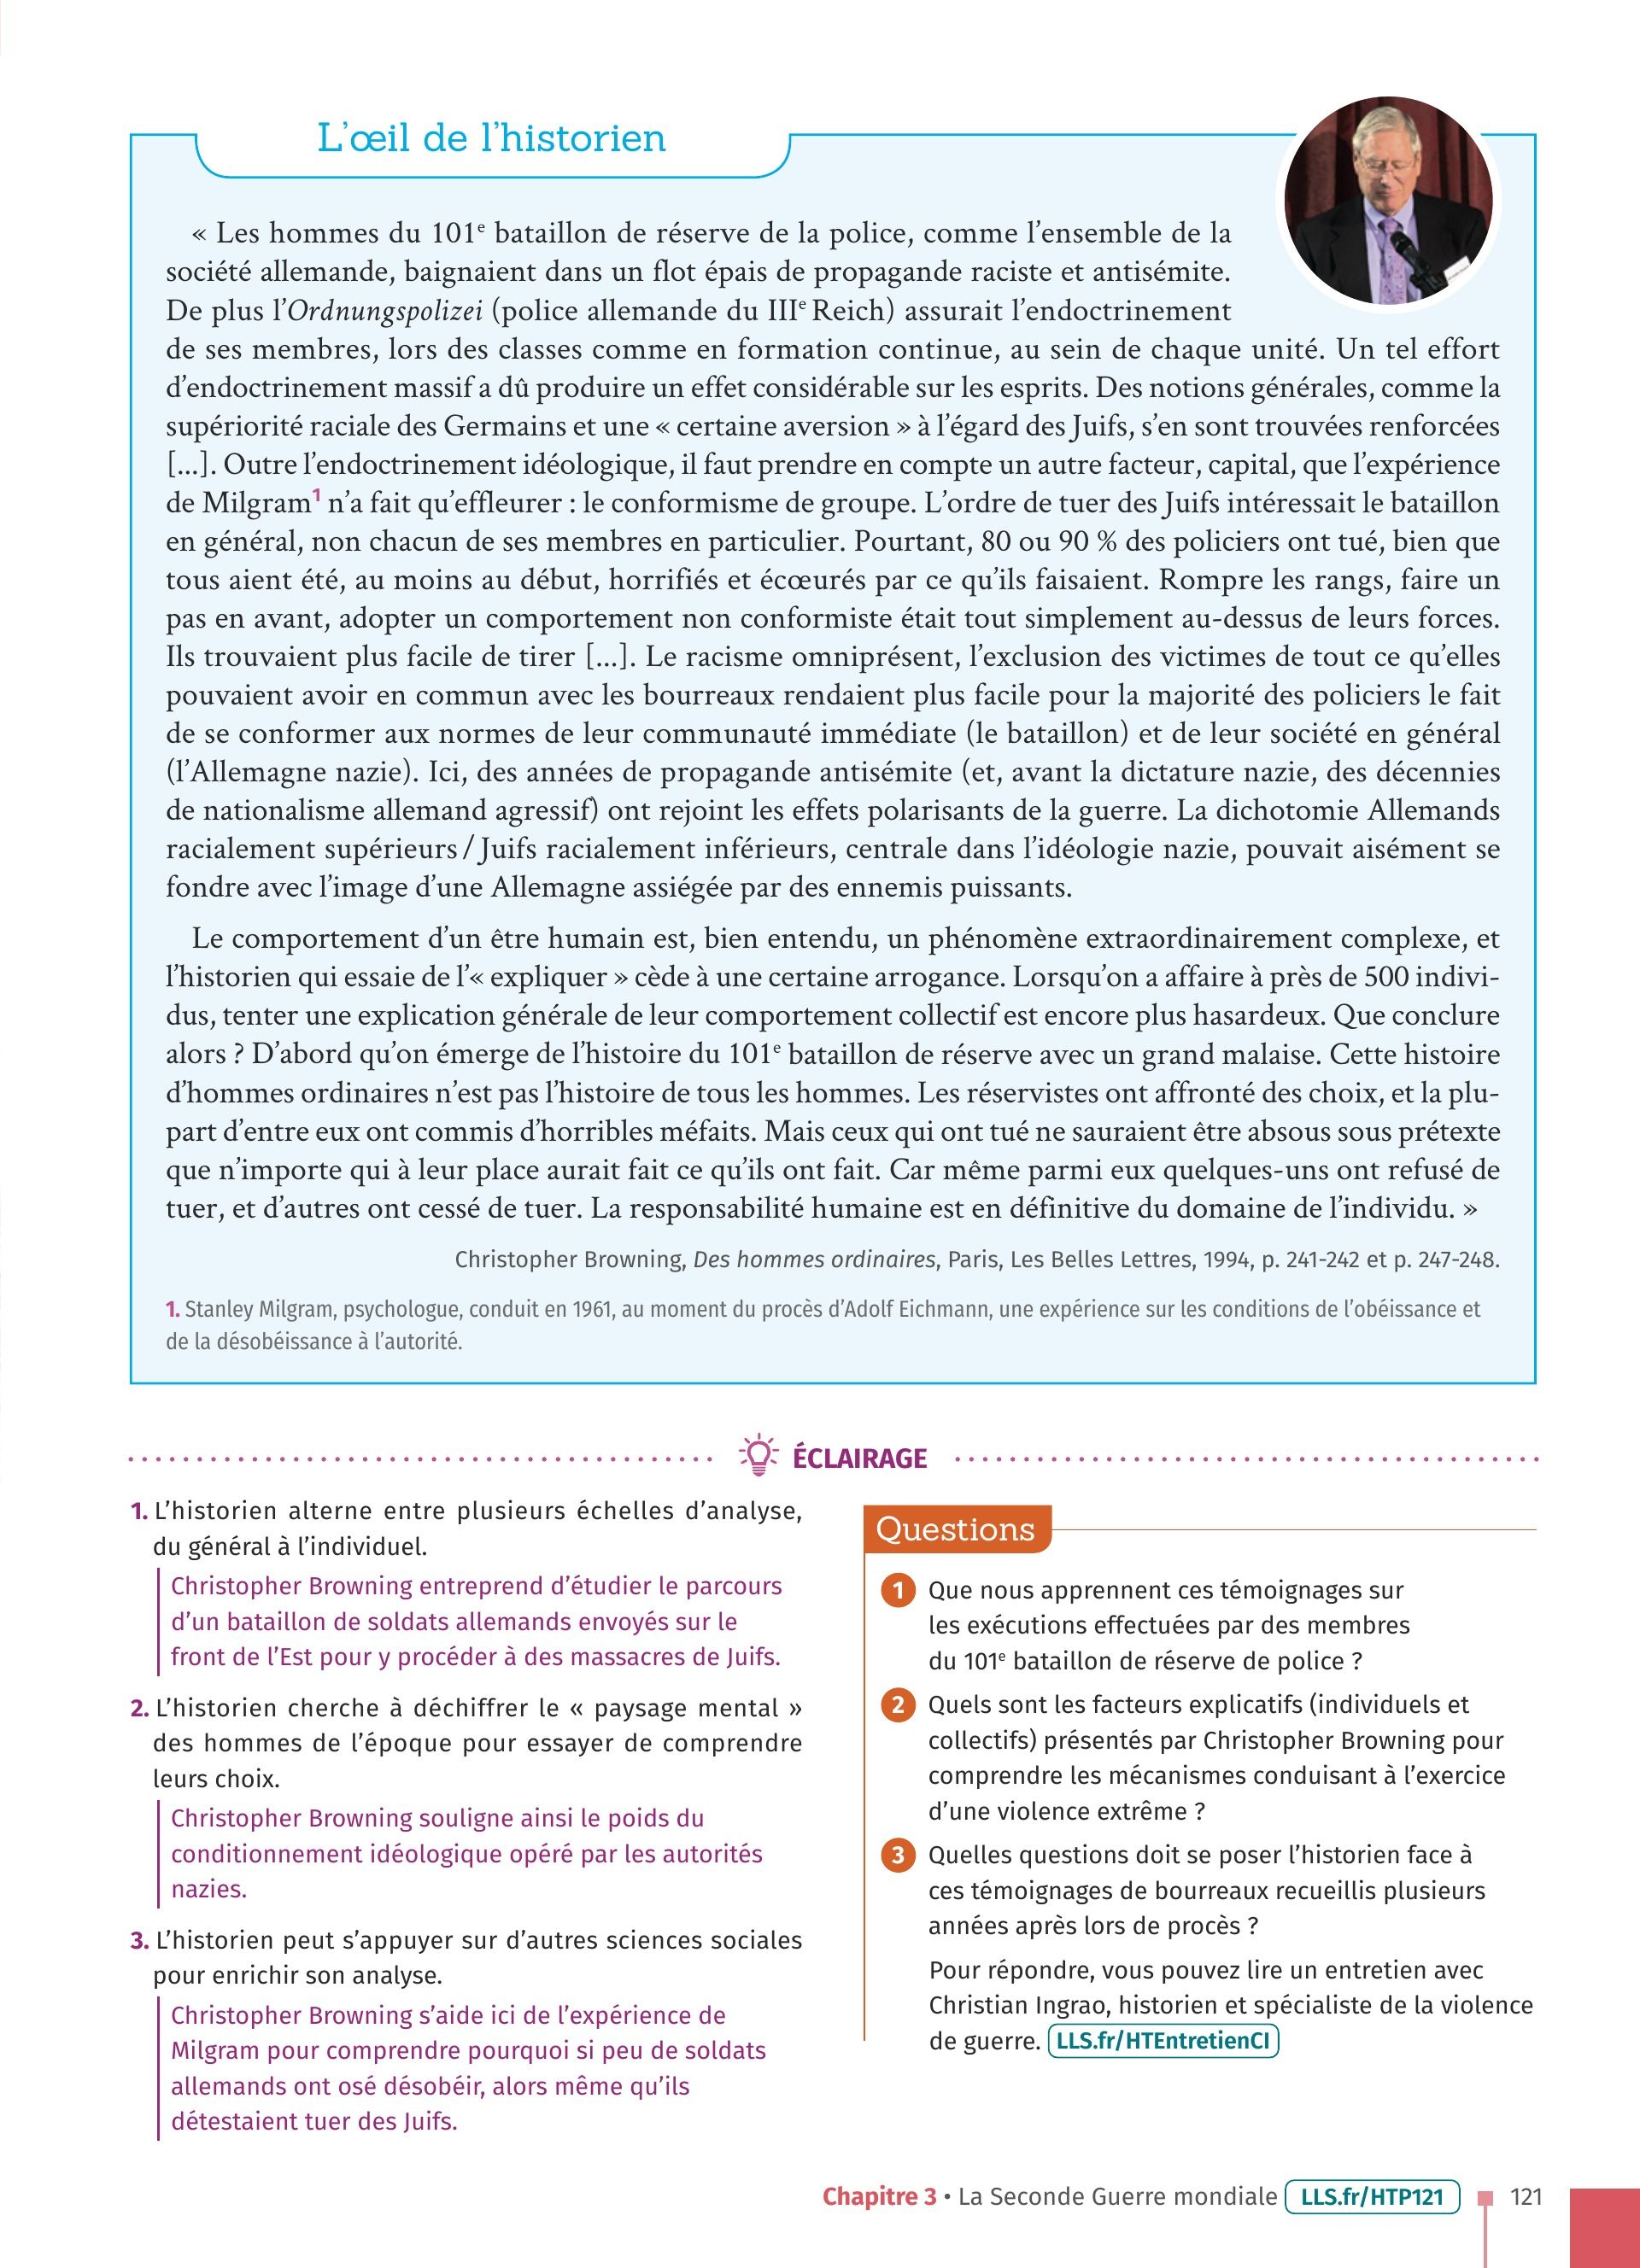 L'œil de l'historien
« Les hommes du 101e bataillon de réserve de la police, comme l'ensemble de la
société allemande, baignaient dans un flot épais de propagande raciste et antisémite.
De plus l'Ordnungspolizei (police allemande du IIIe Reich) assurait l'endoctrinement
de ses membres, lors des classes comme en formation continue, au sein de chaque unité. Un tel effort
d'endoctrinement massif a dû produire un effet considérable sur les esprits. Des notions générales, comme la
supériorité raciale des Germains et une « certaine aversion » à l'égard des Juifs, s'en sont trouvées renforcées
[...]. Outre l'endoctrinement idéologique, il faut prendre en compte un autre facteur, capital, que l'expérience
de Milgram1 n'a fait qu'effleurer : le conformisme de groupe. L'ordre de tuer des Juifs intéressait le bataillon
en général, non chacun de ses membres en particulier. Pourtant, 80 ou 90 % des policiers ont tué, bien que
tous aient été, au moins au début, horrifiés et écœurés par ce qu'ils faisaient. Rompre les rangs, faire un
pas en avant, adopter un comportement non conformiste était tout simplement au-dessus de leurs forces.
Ils trouvaient plus facile de tirer [...]. Le racisme omniprésent, l'exclusion des victimes de tout ce qu'elles
pouvaient avoir en commun avec les bourreaux rendaient plus facile pour la majorité des policiers le fait
de se conformer aux normes de leur communauté immédiate (le bataillon) et de leur société en général
(l'Allemagne nazie). Ici, des années de propagande antisémite (et, avant la dictature nazie, des décennies
de nationalisme allemand agressif) ont rejoint les effets polarisants de la guerre. La dichotomie Allemands
racialement supérieurs / Juifs racialement inférieurs, centrale dans l'idéologie nazie, pouvait aisément se
fondre avec l'image d'une Allemagne assiégée par des ennemis puissants.
Le comportement d'un être humain est, bien entendu, un phénomène extraordinairement complexe, et
l'historien qui essaie de l'« expliquer » cède à une certaine arrogance. Lorsqu'on a affaire à près de 500 indivi-
dus, tenter une explication générale de leur comportement collectif est encore plus hasardeux. Que conclure
alors ? D'abord qu'on émerge de l'histoire du 101e bataillon de réserve avec un grand malaise. Cette histoire
d'hommes ordinaires n'est pas l'histoire de tous les hommes. Les réservistes ont affronté des choix, et la plu-
part d'entre eux ont commis d'horribles méfaits. Mais ceux qui ont tué ne sauraient être absous sous prétexte
que n'importe qui à leur place aurait fait ce qu'ils ont fait. Car même parmi eux quelques-uns ont refusé de
tuer, et d'autres ont cessé de tuer. La responsabilité humaine est en définitive du domaine de l'individu. »
Christopher Browning, Des hommes ordinaires, Paris, Les Belles Lettres, 1994, p. 241-242 et p. 247-248.
1. Stanley Milgram, psychologue, conduit en 1961, au moment du procès d'Adolf Eichmann, une expérience sur les conditions de l'obéissance et
de la désobéissance à l'autorité.
ÉCLAIRAGE
1. L'historien alterne entre plusieurs échelles d'analyse,
du général à l'individuel.
Christopher Browning entreprend d'étudier le parcours
d'un bataillon de soldats allemands envoyés sur le
front de l'Est pour y procéder à des massacres de Juifs.
2. L'historien cherche à déchiffrer le « paysage mental »
des hommes de l'époque pour essayer de comprendre
leurs choix.
Christopher Browning souligne ainsi le poids du
conditionnement idéologique opéré par les autorités
nazies.
3. L'historien peut s'appuyer sur d'autres sciences sociales
pour enrichir son analyse.
Christopher Browning s'aide ici de l'expérience de
Milgram pour comprendre pourquoi si peu de soldats
allemands ont osé désobéir, alors même qu'ils
détestaient tuer des Juifs.
Questions
1 Que nous apprennent ces témoignages sur
les exécutions effectuées par des membres
du 101e bataillon de réserve de police ?
2 Quels sont les facteurs explicatifs (individuels et
collectifs) présentés par Christopher Browning pour
comprendre les mécanismes conduisant à l'exercice
d'une violence extrême ?
3 Quelles questions doit se poser l'historien face à
ces témoignages de bourreaux recueillis plusieurs
années après lors de procès ?
Pour répondre, vous pouvez lire un entretien avec
Christian Ingrao, historien et spécialiste de la violence
de guerre. LLS.fr/HTEntretienCI
Chapitre 3 • La Seconde Guerre mondiale LLS.fr/HTP121 121